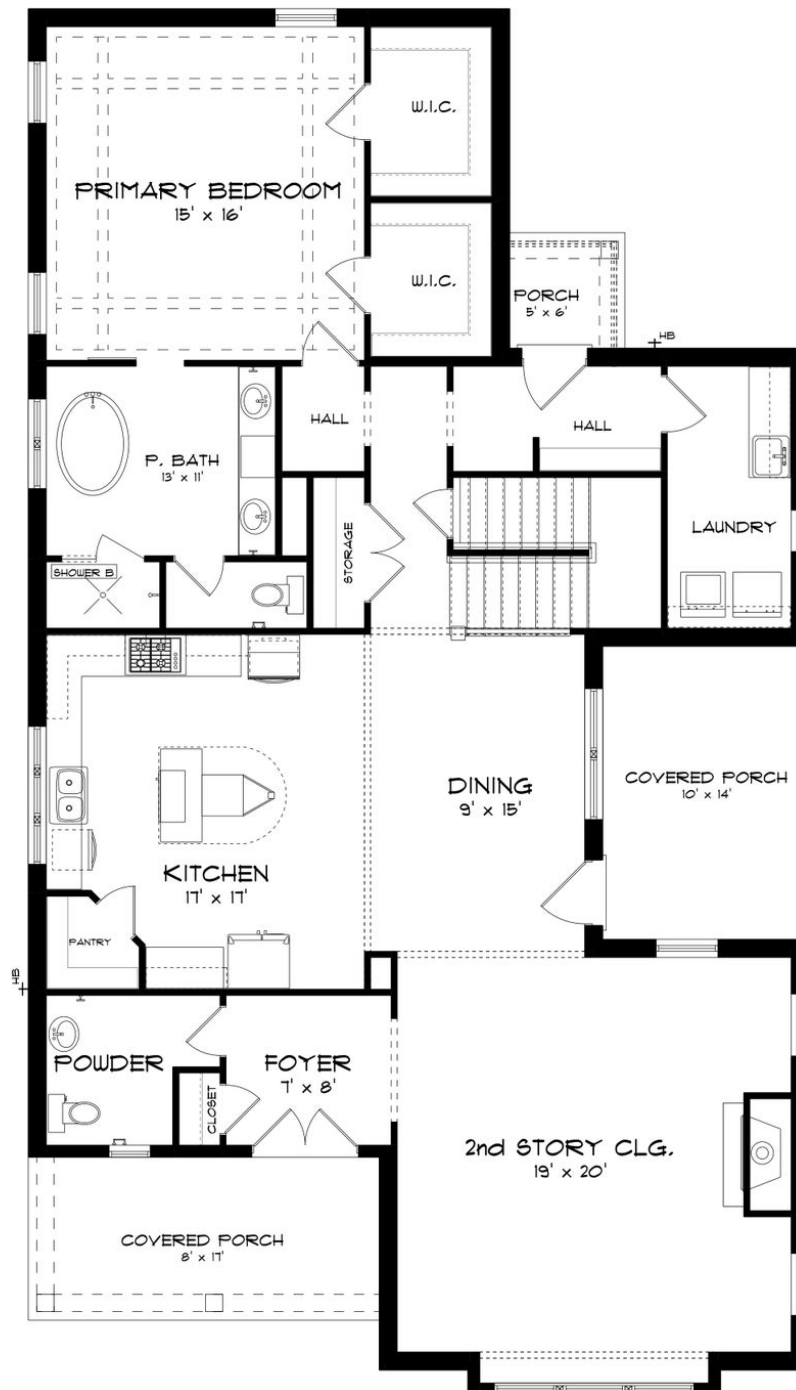 W.I.C.
PRIMARY BEDROOM
15' x 16'
W.I.C.
PORCH
5' x 6'
HB
HALL
HALL
P. BATH
13' x 11'
STORAGE
LAUNDRY
SHOWER B
DINING
9' x 15'
COVERED PORCH
10' x 14'
KITCHEN
17' x 17'
PANTRY
HB
POWDER
FOYER
7' x 8'
CLOSET
2nd STORY CLG.
19' x 20'
COVERED PORCH
8' x 17'